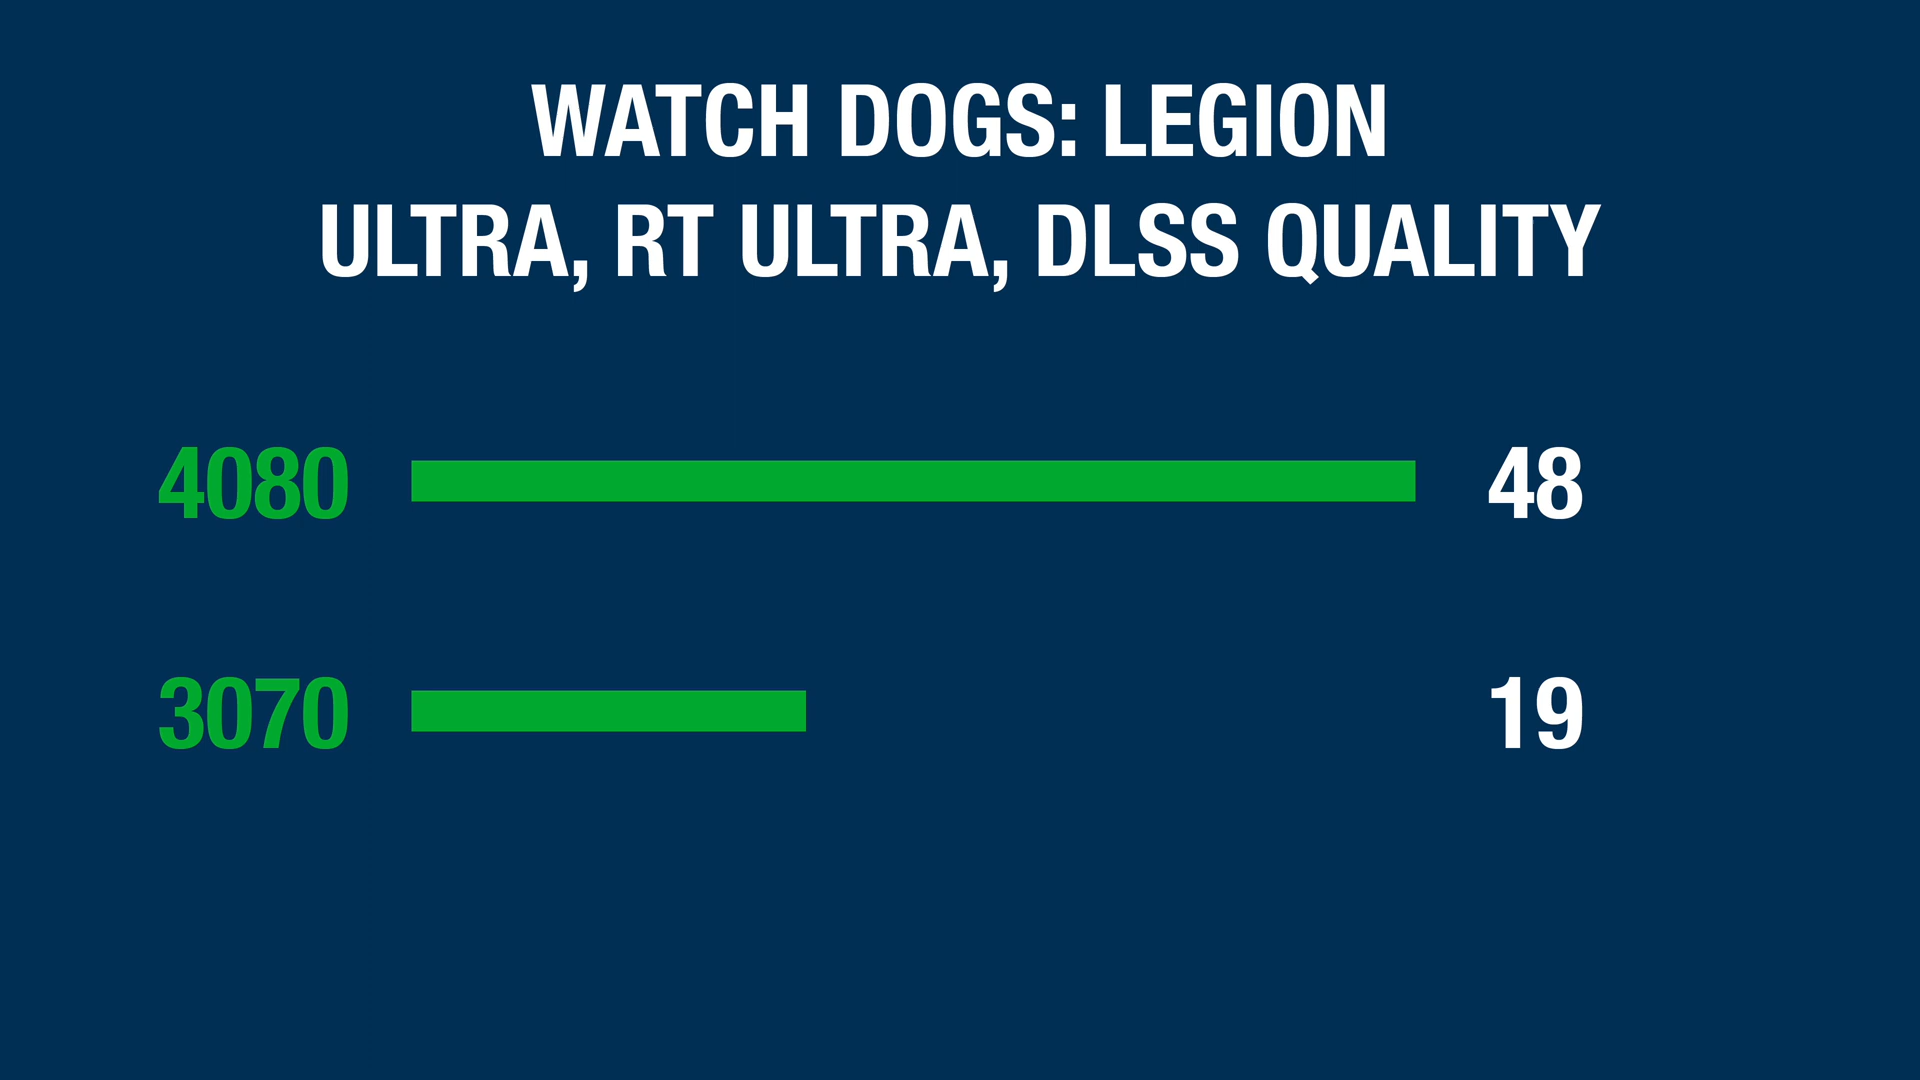 WATCH DOGS: LEGION
ULTRA, RT ULTRA, DLSS QUALITY
4080 48
3070 19